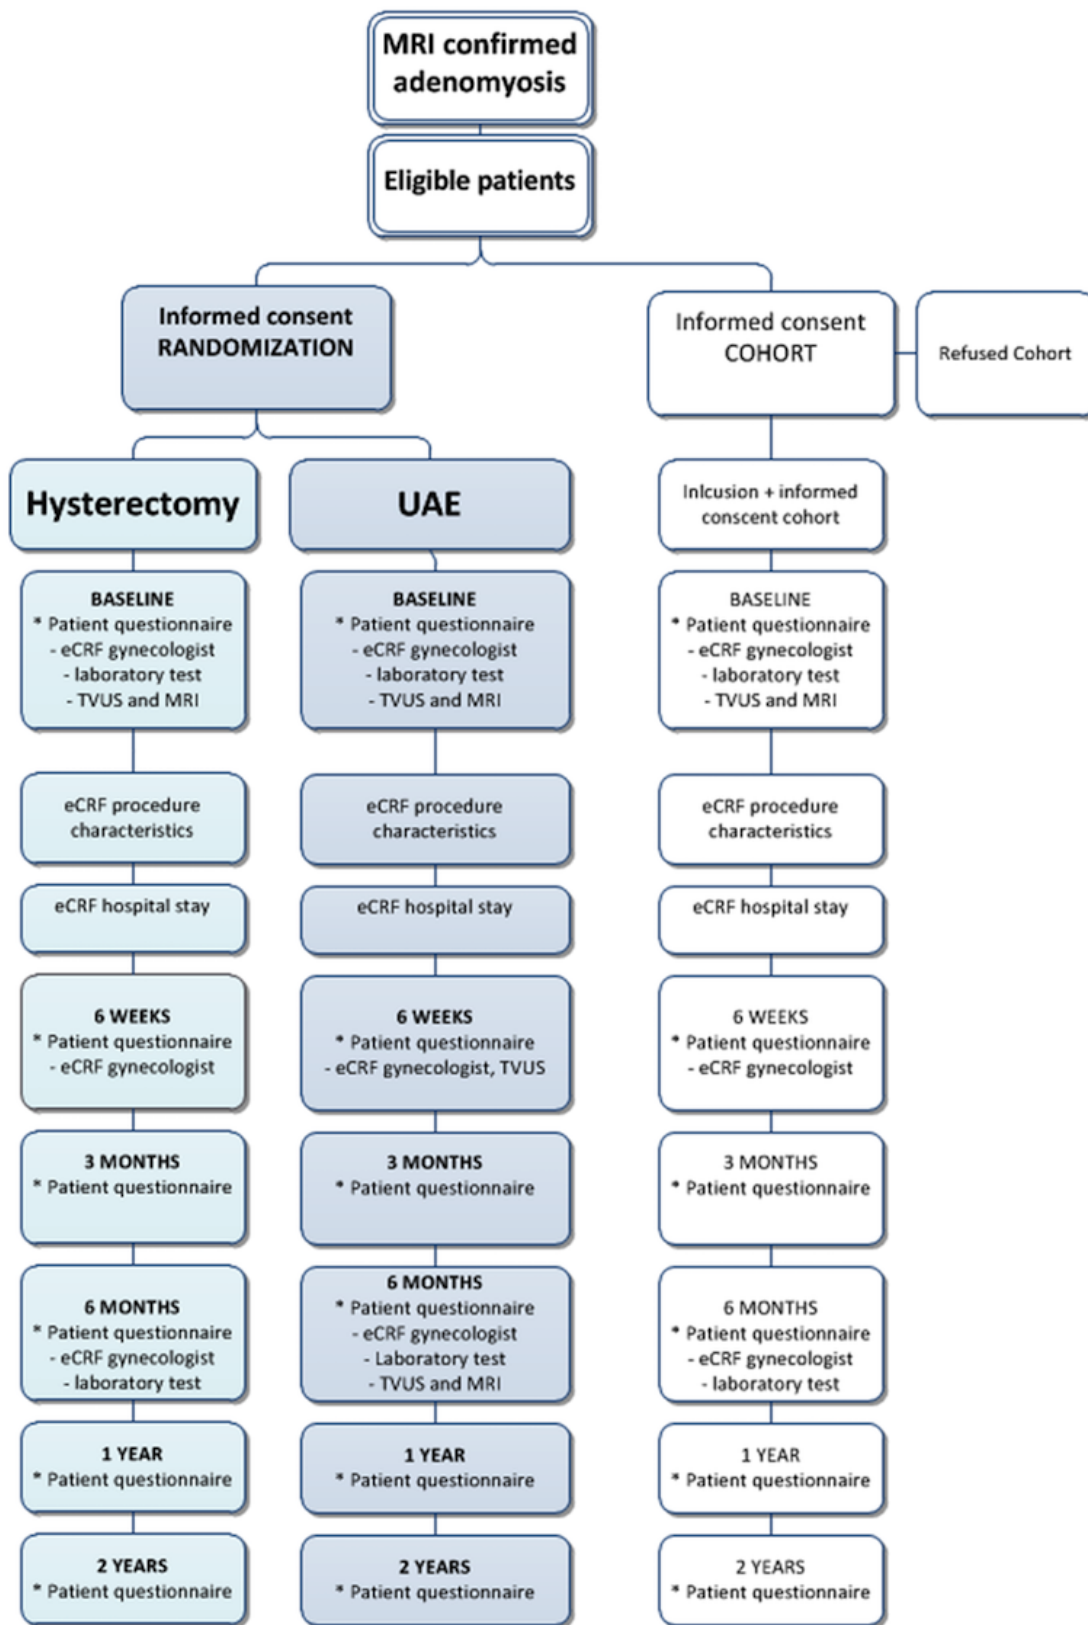 MRI confirmed
adenomyosis
Eligible patients
Informed consent
RANDOMIZATION
Informed consent
COHORT
Refused Cohort
Hysterectomy
UAE
Inlcusion + informed
conscent cohort
BASELINE
* Patient questionnaire
- eCRF gynecologist
- laboratory test
- TVUS and MRI
BASELINE
* Patient questionnaire
- eCRF gynecologist
- laboratory test
- TVUS and MRI
BASELINE
* Patient questionnaire
- eCRF gynecologist
- laboratory test
- TVUS and MRI
eCRF procedure
characteristics
eCRF procedure
characteristics
eCRF procedure
characteristics
eCRF hospital stay
eCRF hospital stay
eCRF hospital stay
6 WEEKS
* Patient questionnaire
- eCRF gynecologist
6 WEEKS
* Patient questionnaire
- eCRF gynecologist, TVUS
6 WEEKS
* Patient questionnaire
- eCRF gynecologist
3 MONTHS
* Patient questionnaire
3 MONTHS
* Patient questionnaire
3 MONTHS
* Patient questionnaire
6 MONTHS
* Patient questionnaire
- eCRF gynecologist
- laboratory test
6 MONTHS
* Patient questionnaire
- eCRF gynecologist
- Laboratory test
- TVUS and MRI
6 MONTHS
* Patient questionnaire
- eCRF gynecologist
- laboratory test
1 YEAR
* Patient questionnaire
1 YEAR
* Patient questionnaire
1 YEAR
* Patient questionnaire
2 YEARS
* Patient questionnaire
2 YEARS
* Patient questionnaire
2 YEARS
* Patient questionnaire